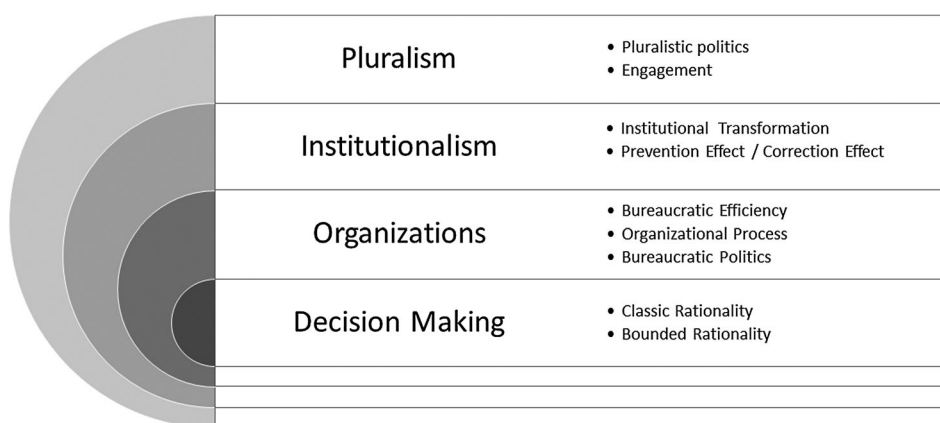 Pluralism
• Pluralistic politics
• Engagement
Institutionalism
• Institutional Transformation
• Prevention Effect / Correction Effect
Organizations
• Bureaucratic Efficiency
• Organizational Process
• Bureaucratic Politics
Decision Making
• Classic Rationality
• Bounded Rationality